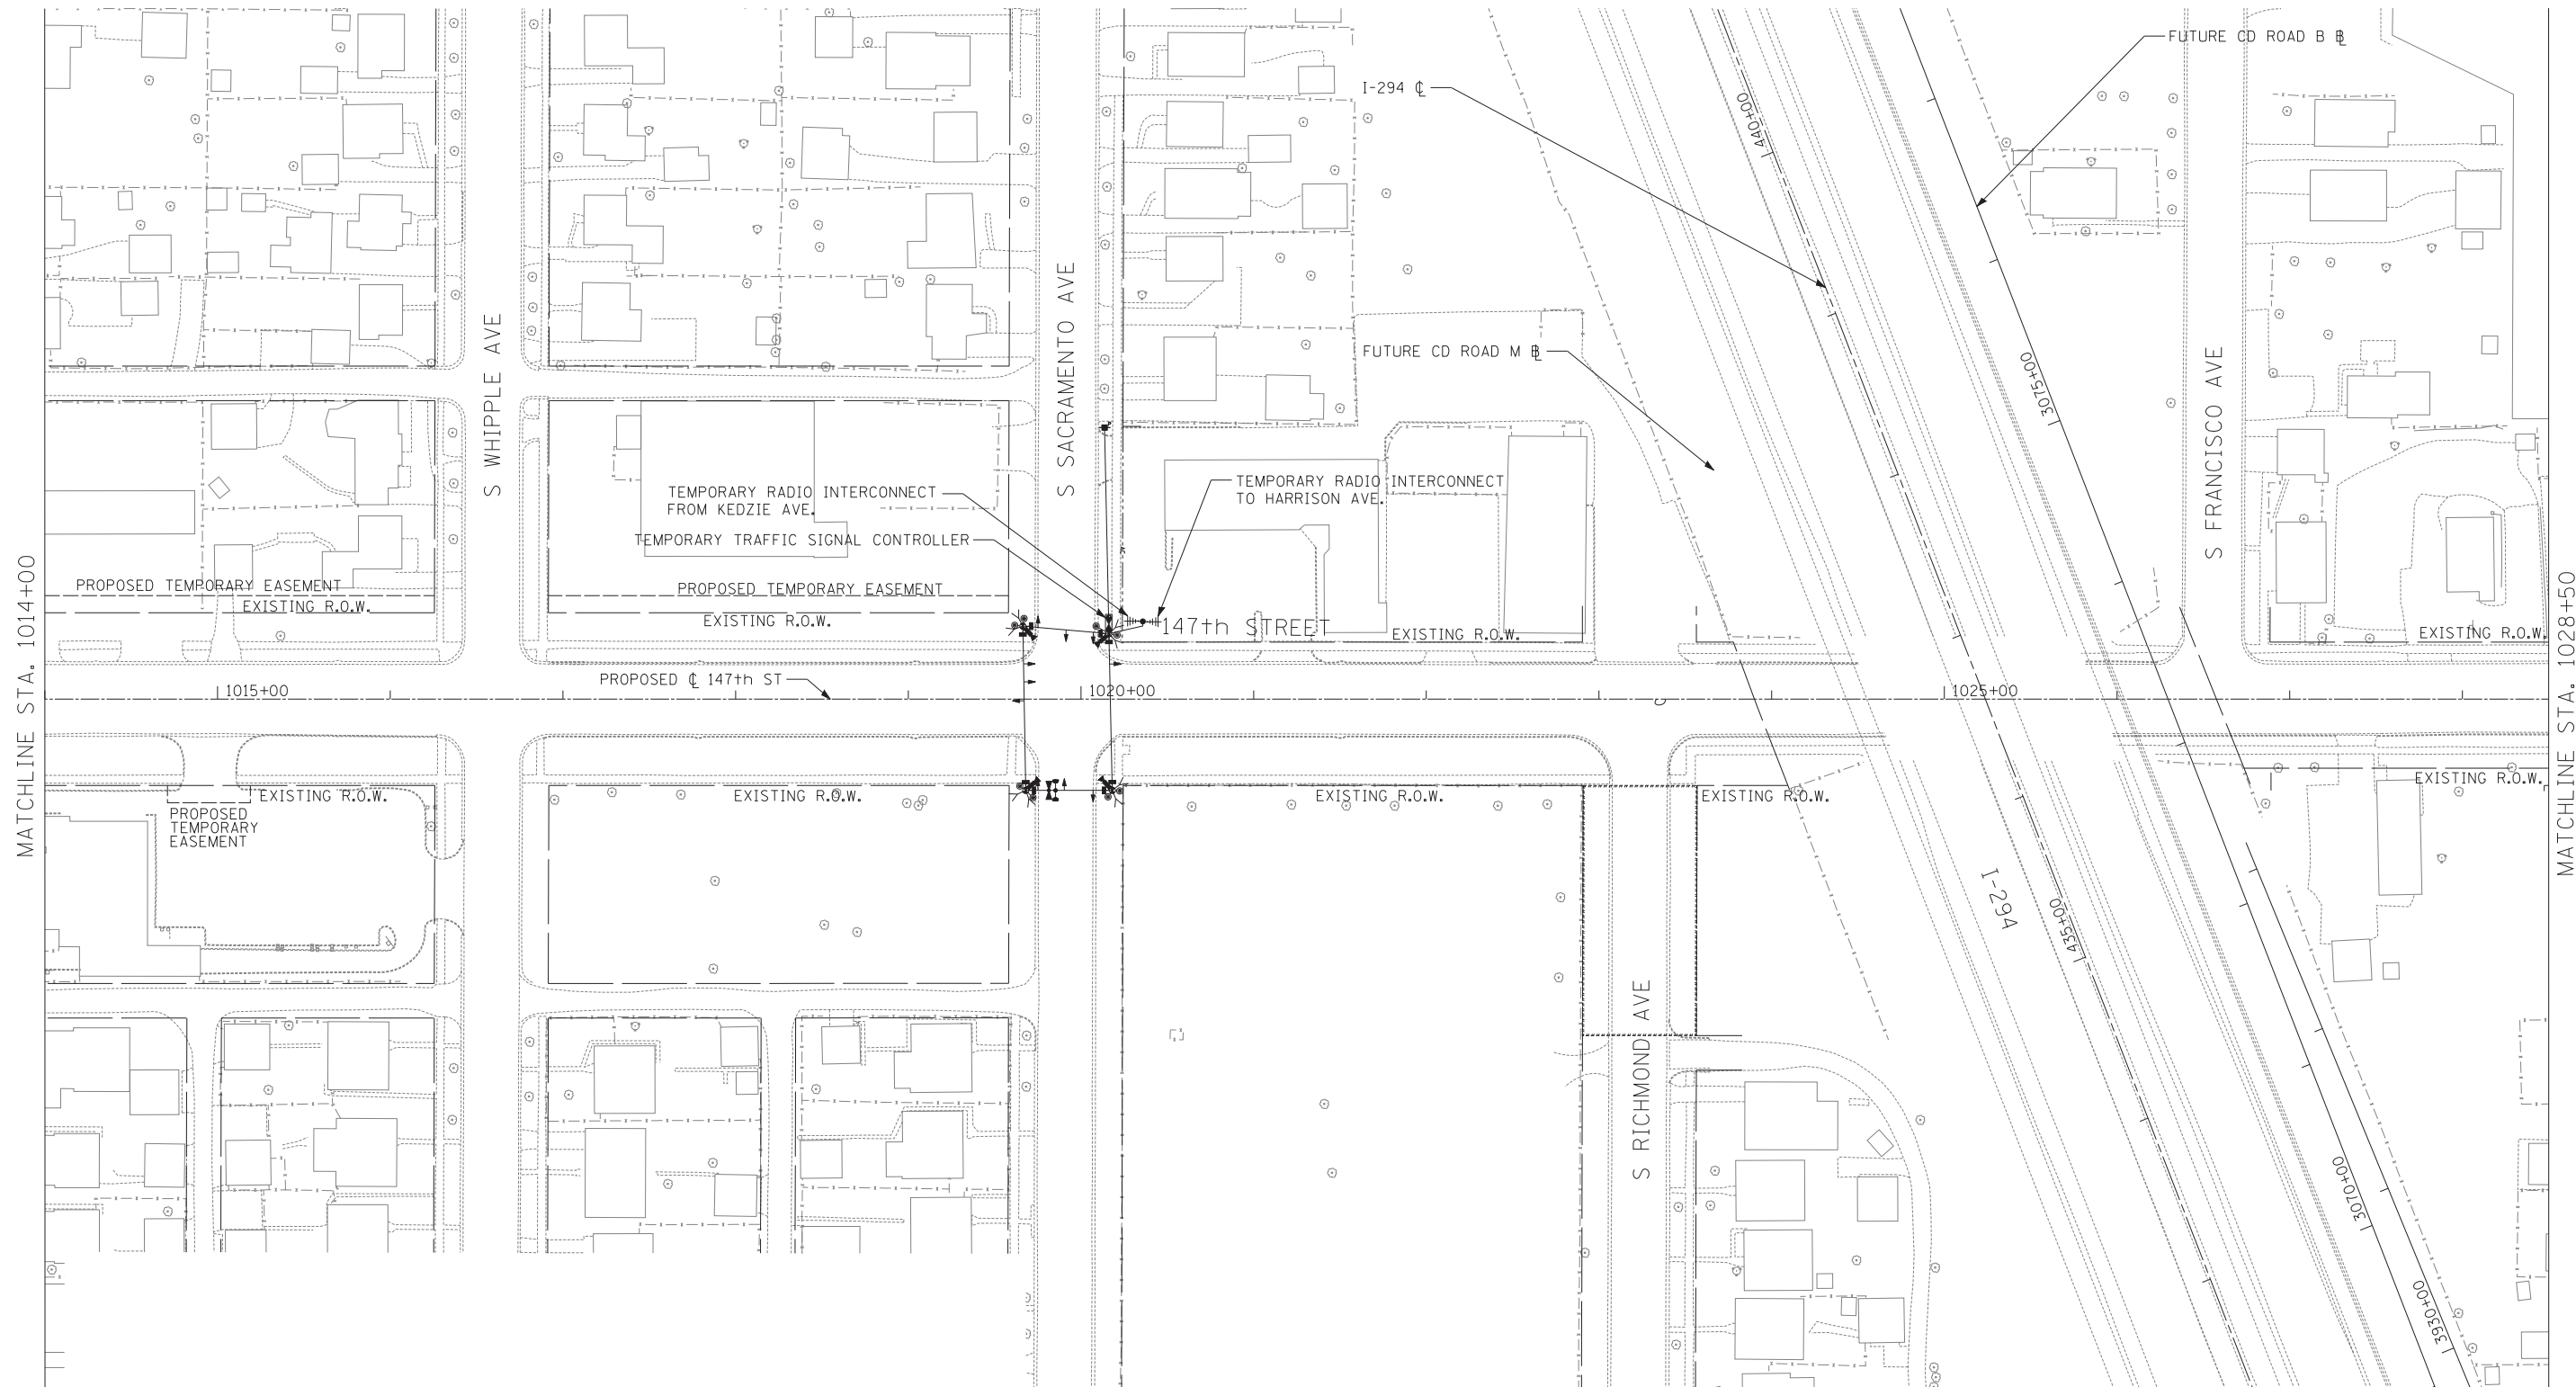 FUTURE CD ROAD B ⅊
I-294 ℄
440+00
S WHIPPLE AVE
S SACRAMENTO AVE
FUTURE CD ROAD M ⅊
3075+00
S FRANCISCO AVE
TEMPORARY RADIO INTERCONNECT
FROM KEDZIE AVE.
TEMPORARY RADIO INTERCONNECT
TO HARRISON AVE.
TEMPORARY TRAFFIC SIGNAL CONTROLLER
MATCHLINE STA. 1014+00
PROPOSED TEMPORARY EASEMENT
EXISTING R.O.W.
PROPOSED TEMPORARY EASEMENT
EXISTING R.O.W.
147th STREET
EXISTING R.O.W.
EXISTING R.O.W.
MATCHLINE STA. 1028+50
PROPOSED ℄ 147th ST
1015+00
1020+00
1025+00
EXISTING R.O.W.
PROPOSED
TEMPORARY
EASEMENT
EXISTING R.O.W.
EXISTING R.O.W.
EXISTING R.O.W.
EXISTING R.O.W.
I-294
435+00
S RICHMOND AVE
3070+00
3930+00